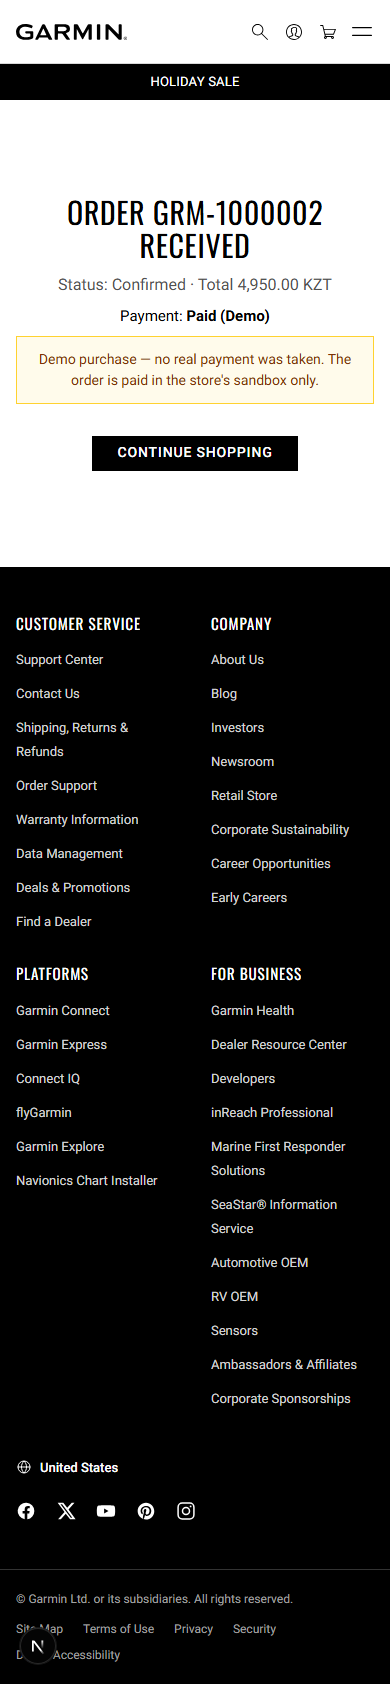 GARMIN
HOLIDAY SALE
ORDER GRM-1000002
RECEIVED
Status: Confirmed · Total 4,950.00 KZT
Payment: Paid (Demo)
Demo purchase — no real payment was taken. The
order is paid in the store's sandbox only.
CONTINUE SHOPPING
CUSTOMER SERVICE
Support Center
Contact Us
Shipping, Returns &
Refunds
Order Support
Warranty Information
Data Management
Deals & Promotions
Find a Dealer
COMPANY
About Us
Blog
Investors
Newsroom
Retail Store
Corporate Sustainability
Career Opportunities
Early Careers
PLATFORMS
Garmin Connect
Garmin Express
Connect IQ
flyGarmin
Garmin Explore
Navionics Chart Installer
FOR BUSINESS
Garmin Health
Dealer Resource Center
Developers
inReach Professional
Marine First Responder
Solutions
SeaStar® Information
Service
Automotive OEM
RV OEM
Sensors
Ambassadors & Affiliates
Corporate Sponsorships
United States
© Garmin Ltd. or its subsidiaries. All rights reserved.
Site Map Terms of Use Privacy Security
Accessibility